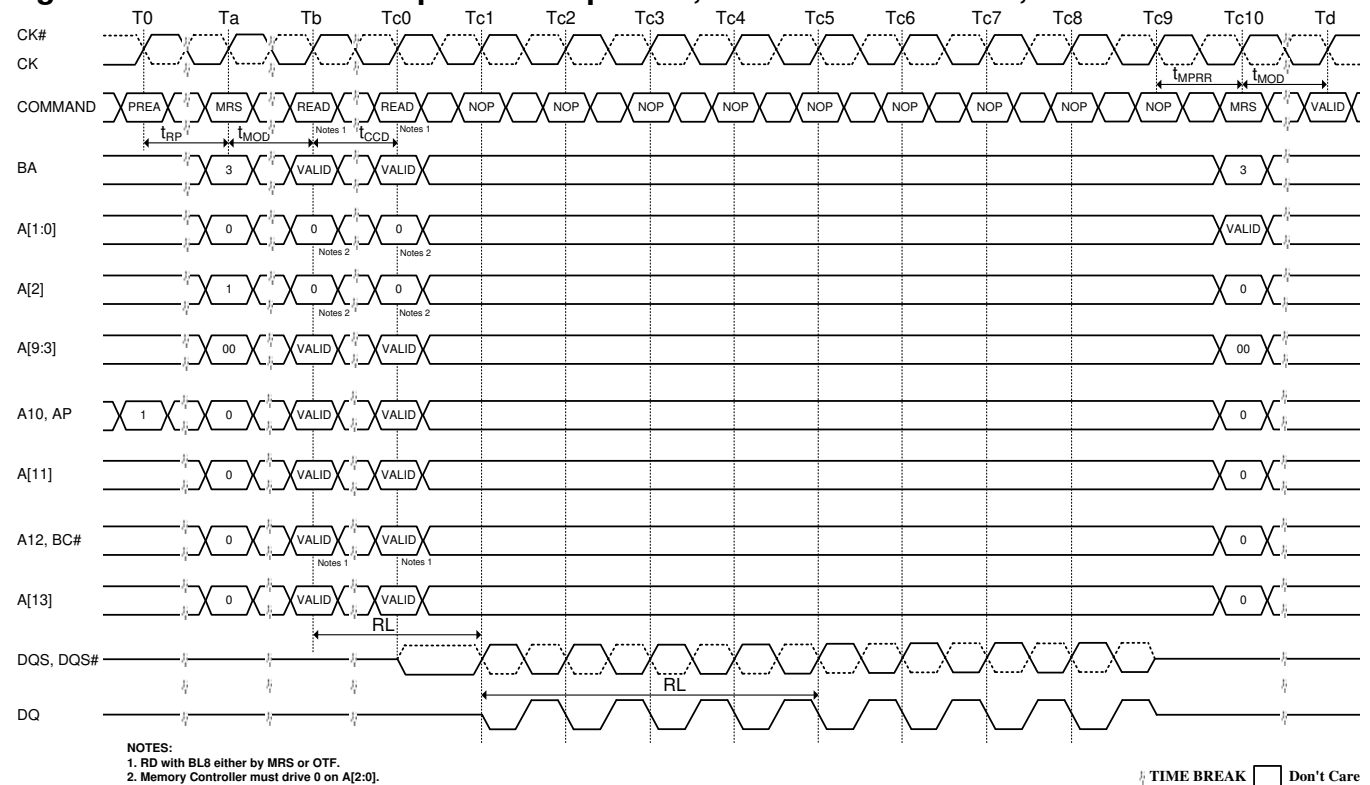 T0 Ta Tb Tc0 Tc1 Tc2 Tc3 Tc4 Tc5 Tc6 Tc7 Tc8 Tc9 Tc10 Td
CK#
CK
tMPRR tMOD
COMMAND PREA MRS READ READ NOP NOP NOP NOP NOP NOP NOP NOP NOP MRS VALID
Notes 1 Notes 1
tRP tMOD tCCD
BA 3 VALID VALID 3
A[1:0] 0 0 0 VALID
Notes 2 Notes 2
A[2] 1 0 0 0
Notes 2 Notes 2
A[9:3] 00 VALID VALID 00
A10, AP 1 0 VALID VALID 0
A[11] 0 VALID VALID 0
A12, BC# 0 VALID VALID 0
Notes 1 Notes 1
A[13] 0 VALID VALID 0
RL
DQS, DQS#
RL
DQ
NOTES:
1. RD with BL8 either by MRS or OTF.
2. Memory Controller must drive 0 on A[2:0].
TIME BREAK Don't Care